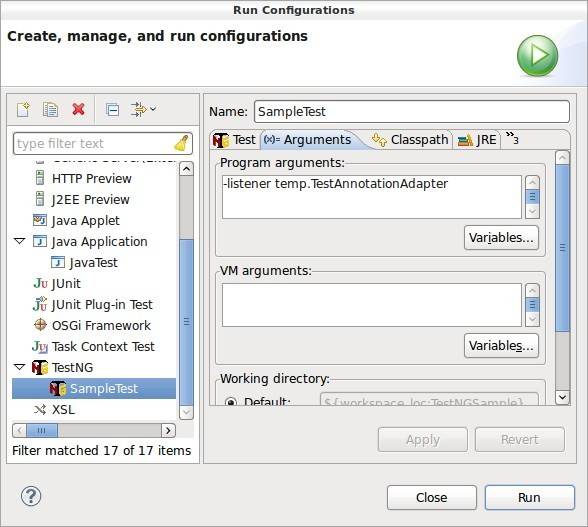 Run Configurations
Create, manage, and run configurations
type filter text
HTTP Preview
J2EE Preview
Java Applet
Java Application
JavaTest
JUnit
JUnit Plug-in Test
OSGi Framework
Task Context Test
TestNG
SampleTest
XSL
Filter matched 17 of 17 items
Name: SampleTest
Test (x)= Arguments Classpath JRE »3
Program arguments:
-listener temp.TestAnnotationAdapter
Variables...
VM arguments:
Variables...
Working directory:
Default: ${workspace_loc:TestNGSample}
Apply Revert
? Close Run